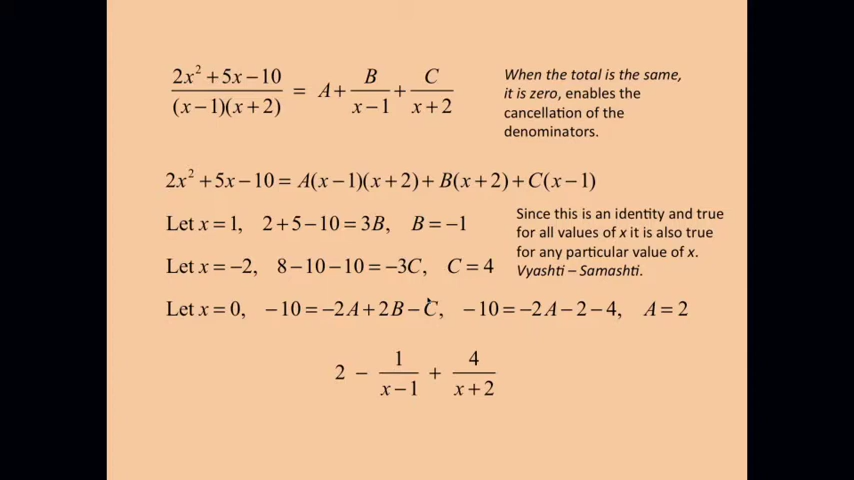 2x² + 5x − 10 / (x − 1)(x + 2) = A + B / x − 1 + C / x + 2
When the total is the same,
it is zero, enables the
cancellation of the
denominators.
2x² + 5x − 10 = A(x − 1)(x + 2) + B(x + 2) + C(x − 1)
Let x = 1, 2 + 5 − 10 = 3B, B = −1
Let x = −2, 8 − 10 − 10 = −3C, C = 4
Since this is an identity and true
for all values of x it is also true
for any particular value of x.
Vyashti – Samashti.
Let x = 0, −10 = −2A + 2B − C, −10 = −2A − 2 − 4, A = 2
2 − 1 / x − 1 + 4 / x + 2